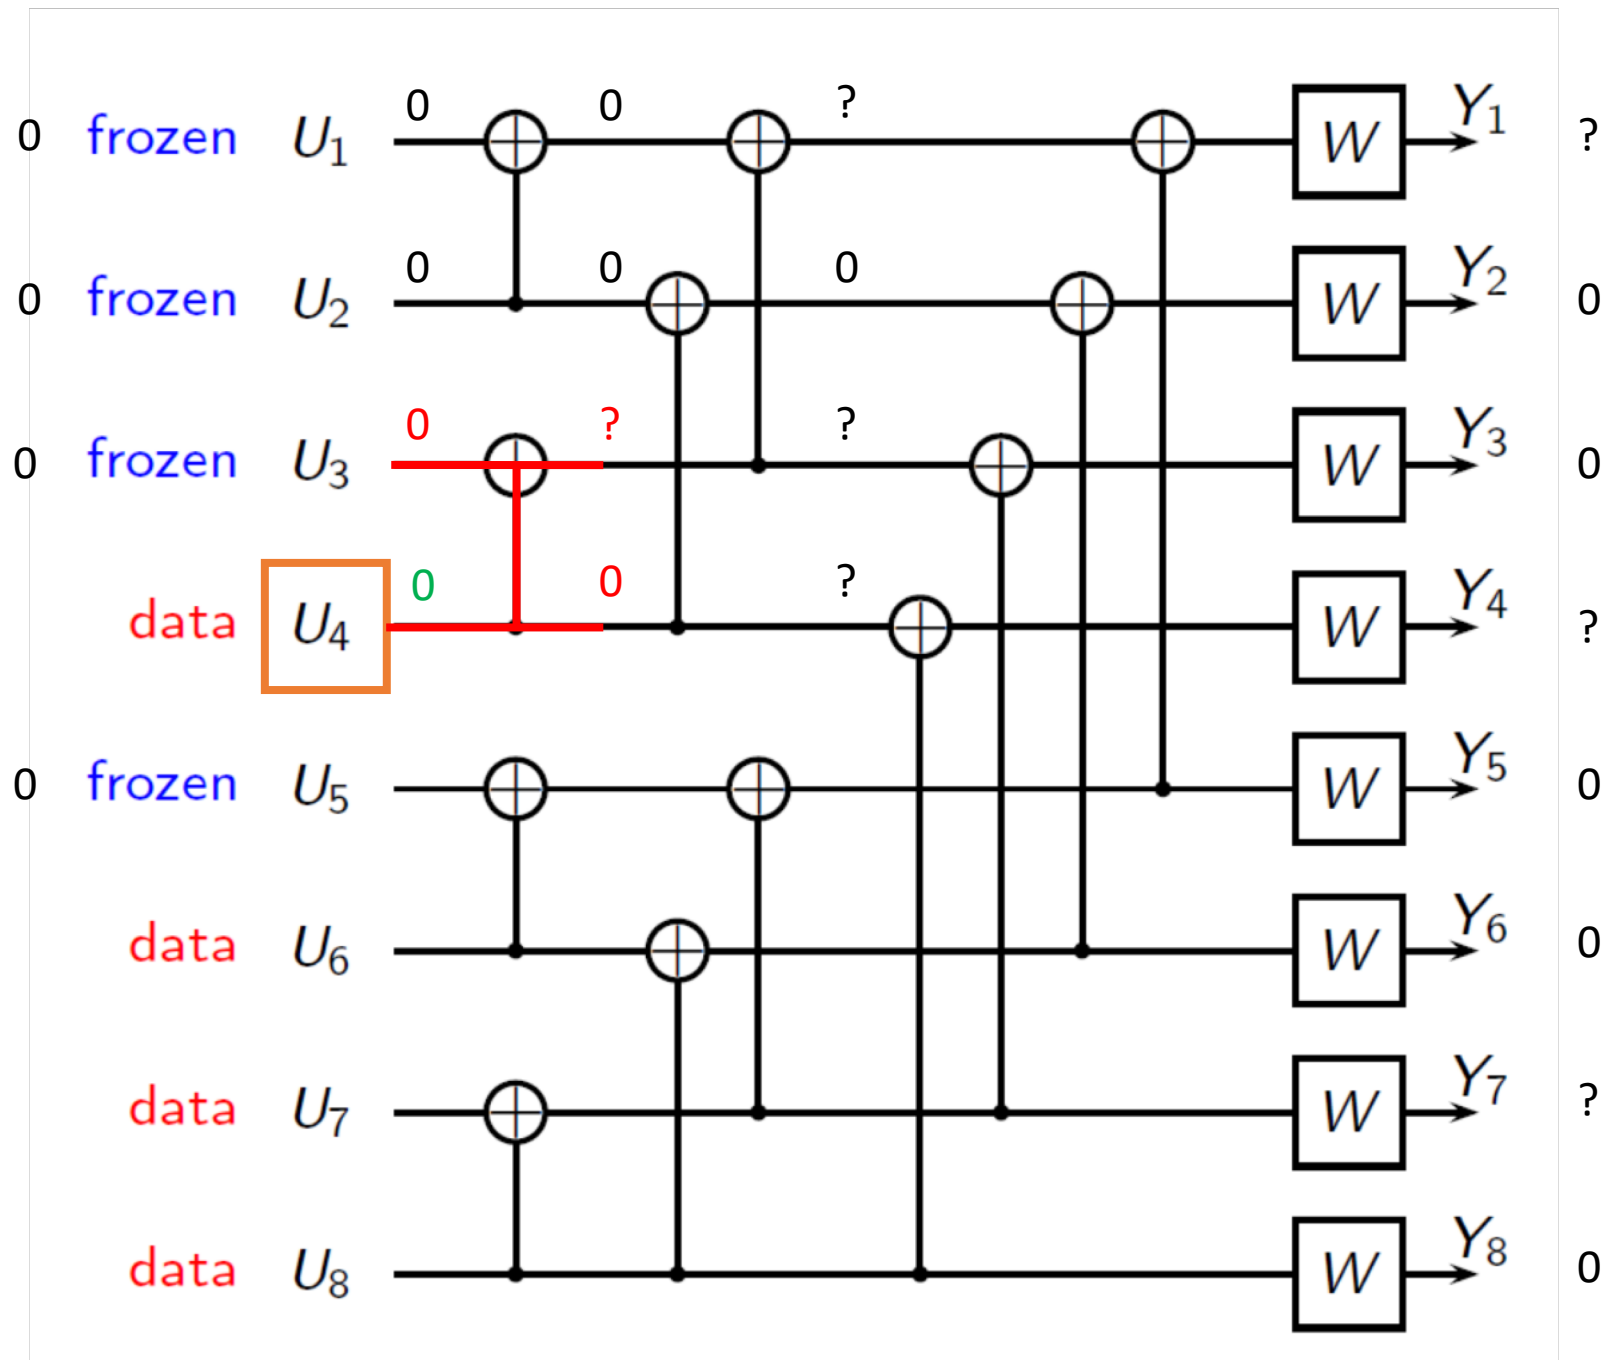 0 0 ?
0 frozen U1 W Y1 ?
0 0 0
0 frozen U2 W Y2 0
0 ? ?
0 frozen U3 W Y3 0
0 0 ?
data U4 W Y4 ?
0 frozen U5 W Y5 0
data U6 W Y6 0
data U7 W Y7 ?
data U8 W Y8 0